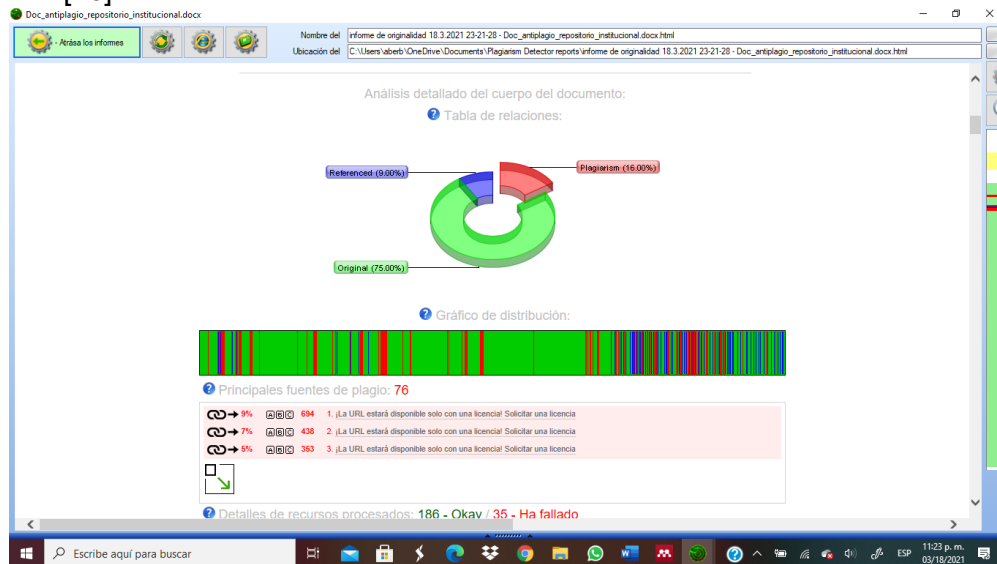 Doc_antiplagio_repositorio_institucional.docx
- Atrása los informes
Nombre del informe de originalidad 18.3.2021 23-21-28 - Doc_antiplagio_repositorio_institucional.docx.html
Ubicación del C:\Users\aberb\OneDrive\Documents\Plagiarism Detector reports\informe de originalidad 18.3.2021 23-21-28 - Doc_antiplagio_repositorio_institucional.docx.html
Análisis detallado del cuerpo del documento:
Tabla de relaciones:
Referenced (9.00%)
Plagiarism (16.00%)
Original (75.00%)
Gráfico de distribución:
Principales fuentes de plagio: 76
9% A B C 694 1. ¡La URL estará disponible solo con una licencia! Solicitar una licencia
7% A B C 438 2. ¡La URL estará disponible solo con una licencia! Solicitar una licencia
5% A B C 353 3. ¡La URL estará disponible solo con una licencia! Solicitar una licencia
Detalles de recursos procesados: 186 - Okay / 35 - Ha fallado
Escribe aquí para buscar
ESP
11:23 p. m.
03/18/2021